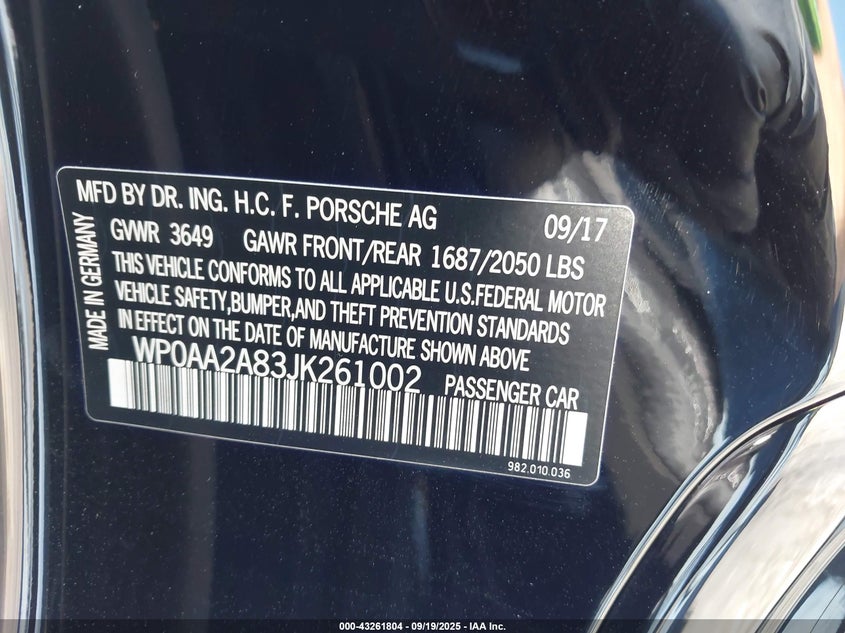 MFD BY DR. ING. H.C. F. PORSCHE AG 09/17
GVWR 3649 GAWR FRONT/REAR 1687/2050 LBS
THIS VEHICLE CONFORMS TO ALL APPLICABLE U.S.FEDERAL MOTOR
VEHICLE SAFETY,BUMPER,AND THEFT PREVENTION STANDARDS
IN EFFECT ON THE DATE OF MANUFACTURE SHOWN ABOVE
MADE IN GERMANY
WP0AA2A83JK261002 PASSENGER CAR
982.010.036
000-43261804 - 09/19/2025 - IAA Inc.